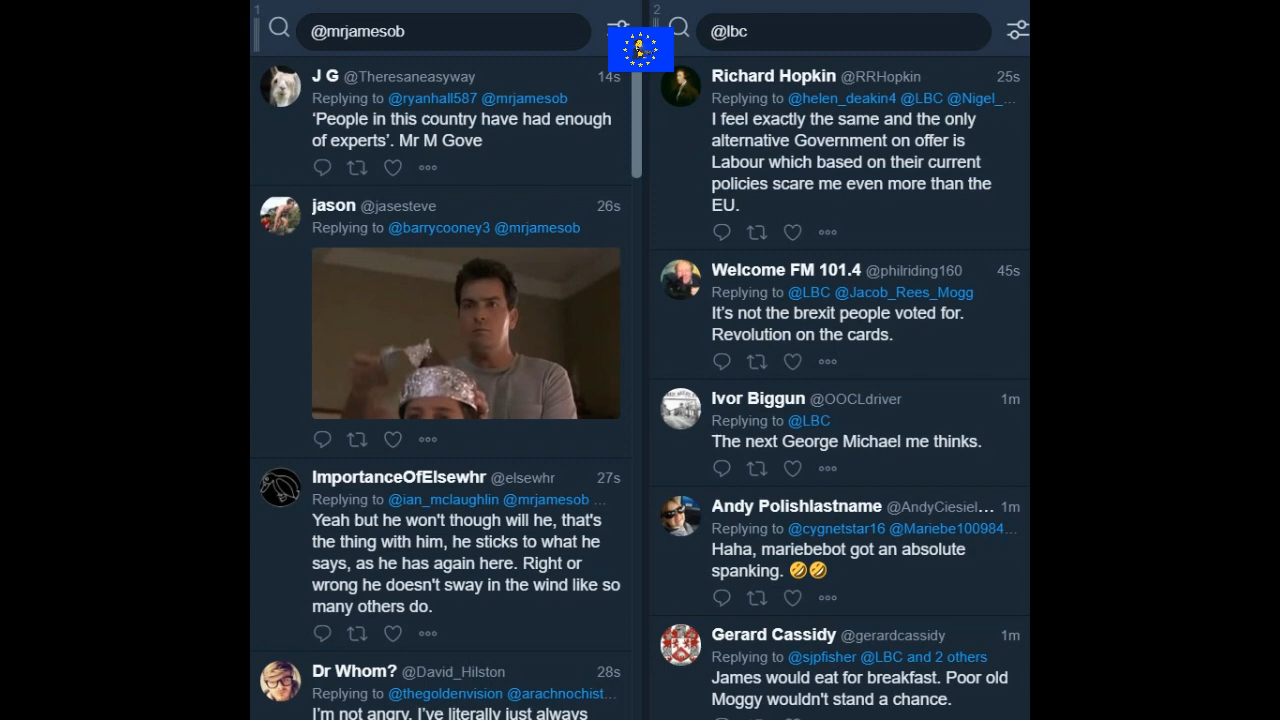 1
@mrjamesob
J G @Theresaneasyway 14s
Replying to @ryanhall587 @mrjamesob
‘People in this country have had enough
of experts’. Mr M Gove
jason @jasesteve 26s
Replying to @barrycooney3 @mrjamesob
ImportanceOfElsewhr @elsewhr 27s
Replying to @ian_mclaughlin @mrjamesob …
Yeah but he won't though will he, that's
the thing with him, he sticks to what he
says, as he has again here. Right or
wrong he doesn't sway in the wind like so
many others do.
Dr Whom? @David_Hilston 28s
Replying to @thegoldenvision @arachnochist…
I’m not angry. I’ve literally just always
2
@lbc
Richard Hopkin @RRHopkin 25s
Replying to @helen_deakin4 @LBC @Nigel_…
I feel exactly the same and the only
alternative Government on offer is
Labour which based on their current
policies scare me even more than the
EU.
Welcome FM 101.4 @philriding160 45s
Replying to @LBC @Jacob_Rees_Mogg
It’s not the brexit people voted for.
Revolution on the cards.
Ivor Biggun @OOCLdriver 1m
Replying to @LBC
The next George Michael me thinks.
Andy Polishlastname @AndyCiesiel… 1m
Replying to @cygnetstar16 @Mariebe100984…
Haha, mariebebot got an absolute
spanking. 🤣🤣
Gerard Cassidy @gerardcassidy 1m
Replying to @sjpfisher @LBC and 2 others
James would eat for breakfast. Poor old
Moggy wouldn't stand a chance.